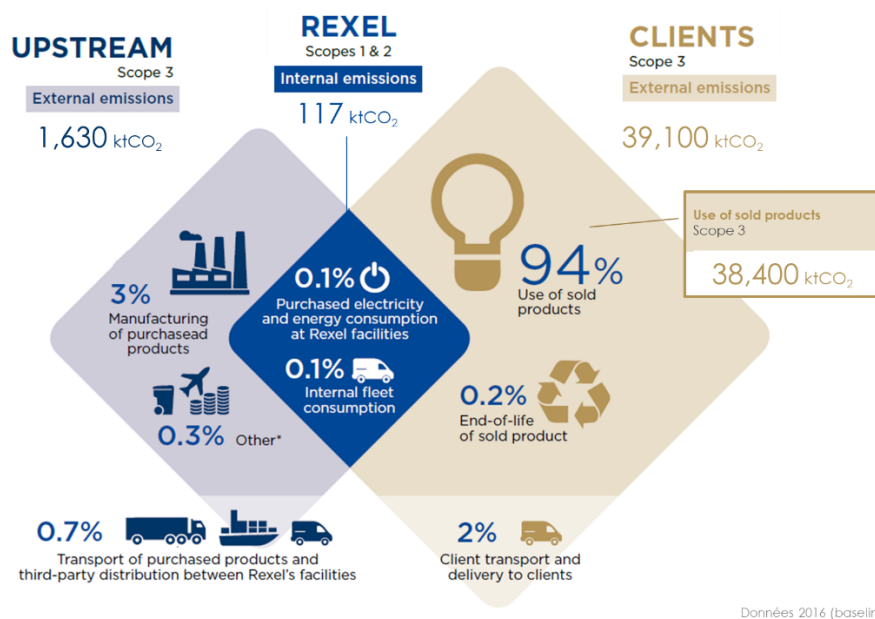 UPSTREAM
Scope 3
External emissions
1,630 ktCO₂
REXEL
Scopes 1 & 2
Internal emissions
117 ktCO₂
CLIENTS
Scope 3
External emissions
39,100 ktCO₂
Use of sold products
Scope 3
38,400 ktCO₂
3%
Manufacturing
of purchasead
products
0.3% Other*
0.1%
Purchased electricity
and energy consumption
at Rexel facilities
0.1%
Internal fleet
consumption
94%
Use of sold
products
0.2%
End-of-life
of sold product
0.7%
Transport of purchased products and
third-party distribution between Rexel's facilities
2%
Client transport and
delivery to clients
Données 2016 (baselin